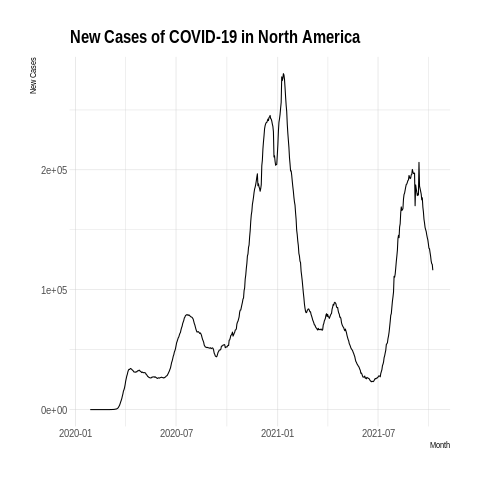 New Cases of COVID-19 in North America
New Cases
2e+05
1e+05
0e+00
2020-01 2020-07 2021-01 2021-07
Month